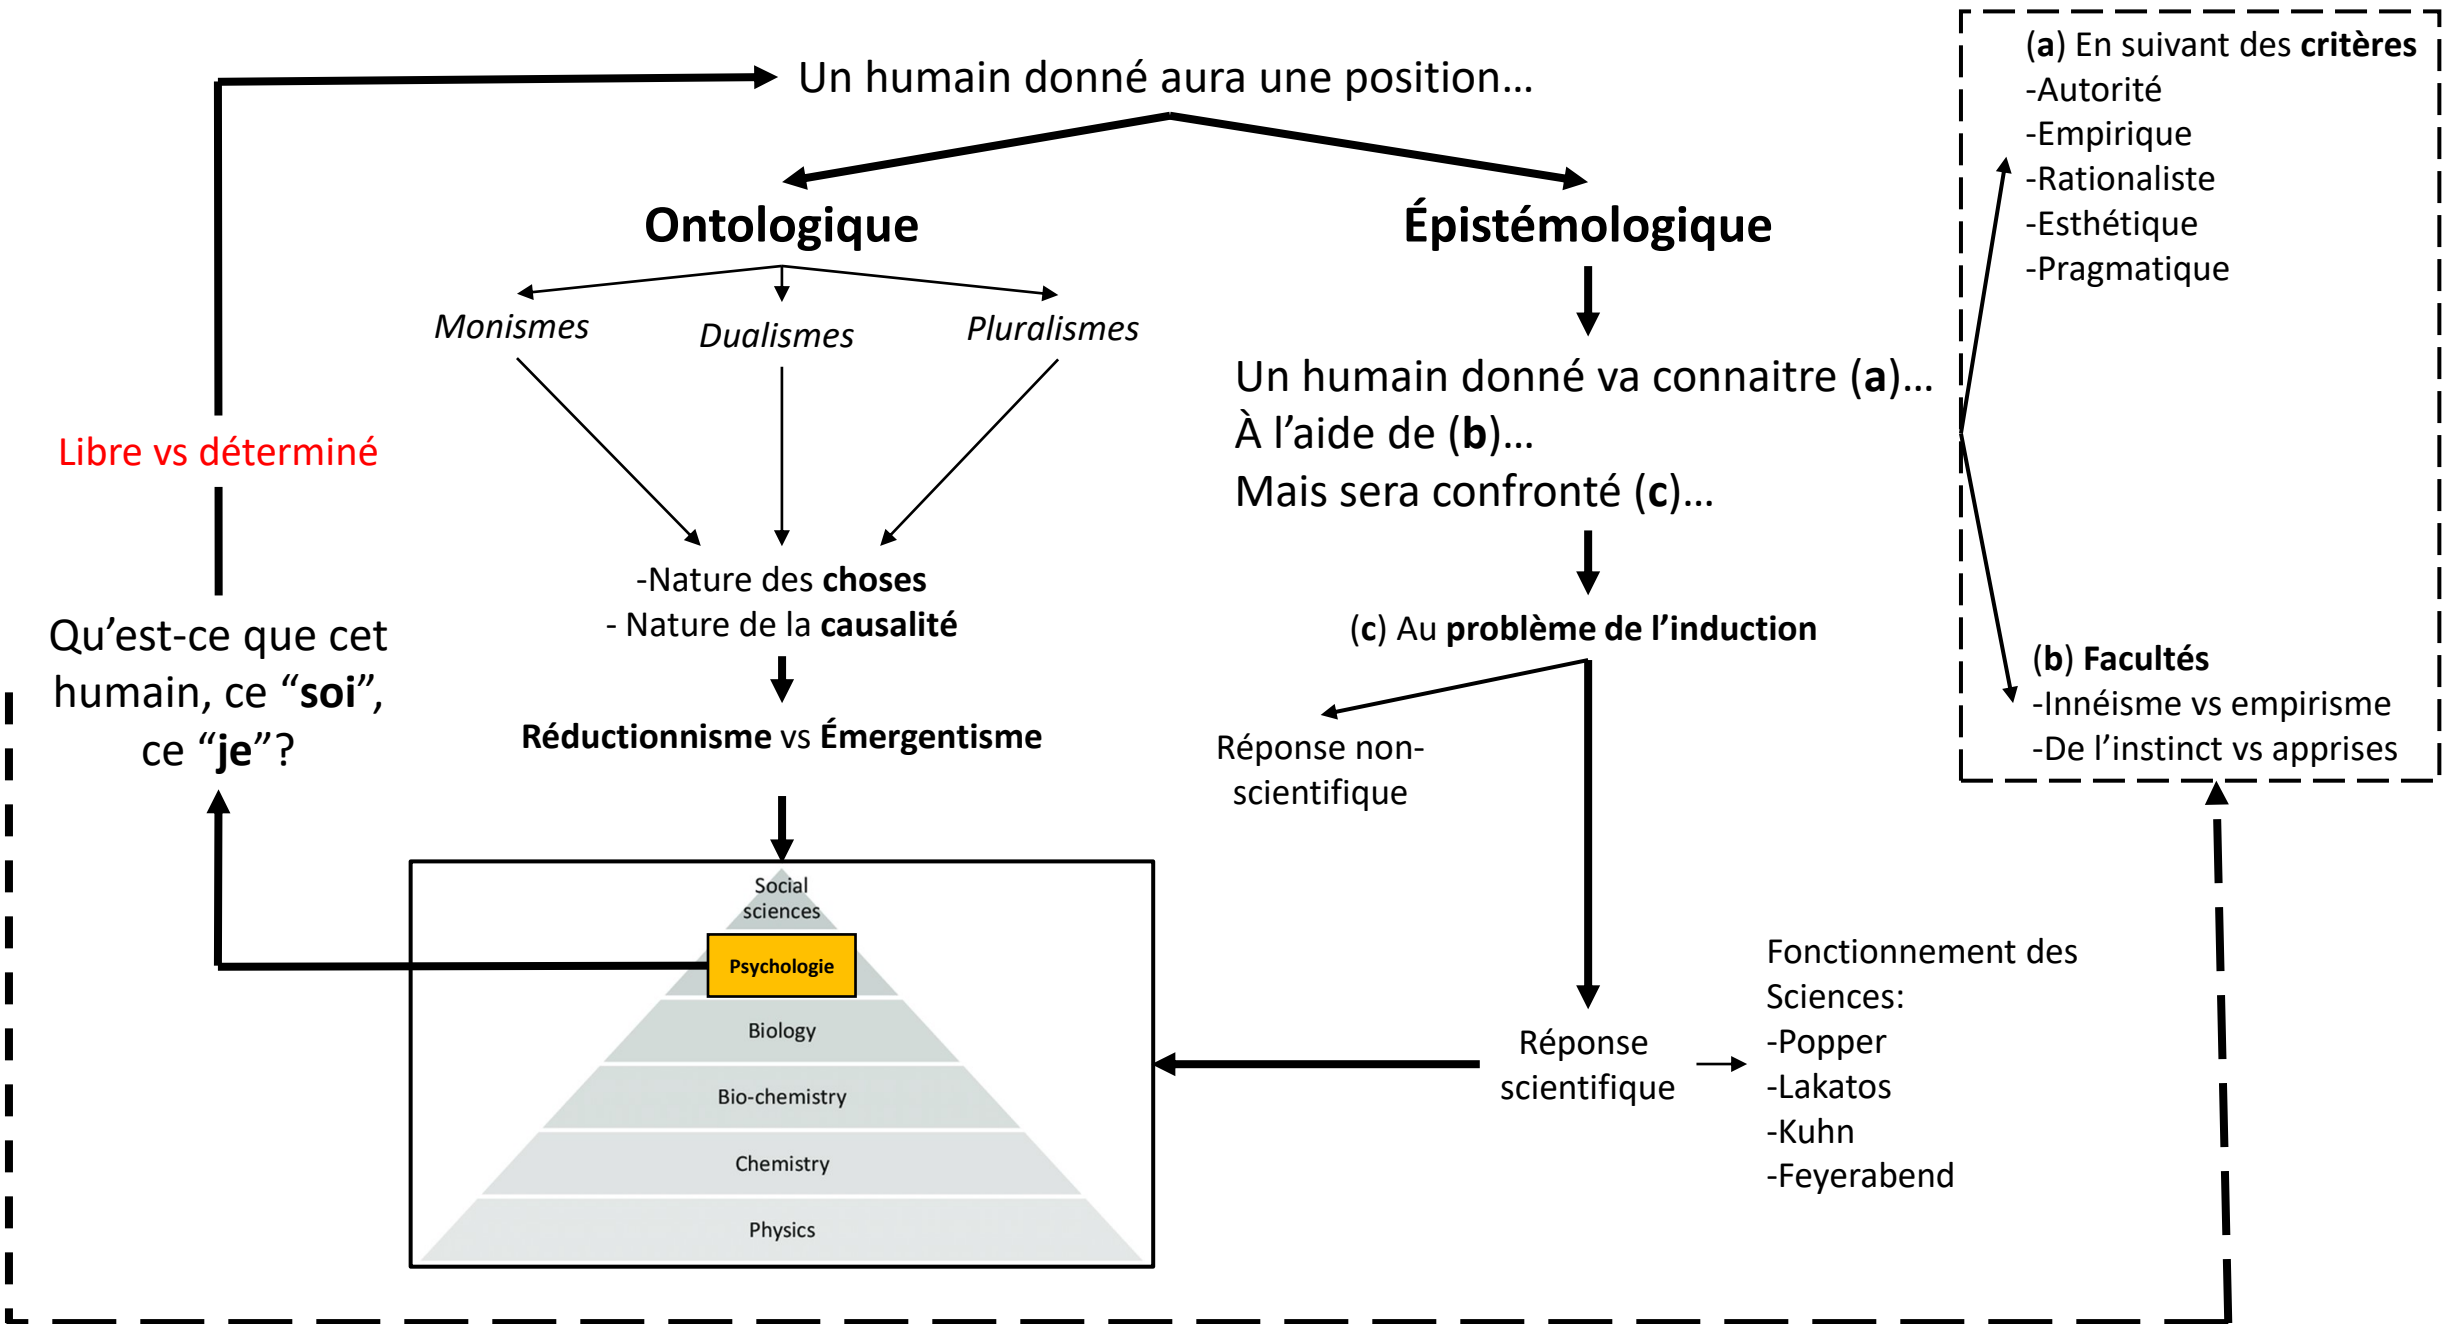 Un humain donné aura une position…
Ontologique
Épistémologique
Monismes
Dualismes
Pluralismes
-Nature des choses
- Nature de la causalité
Réductionnisme vs Émergentisme
Social
sciences
Psychologie
Biology
Bio-chemistry
Chemistry
Physics
Libre vs déterminé
Qu’est-ce que cet
humain, ce “soi”,
ce “je”?
Un humain donné va connaitre (a)…
À l’aide de (b)…
Mais sera confronté (c)…
(c) Au problème de l’induction
Réponse non-
scientifique
Réponse
scientifique
Fonctionnement des
Sciences:
-Popper
-Lakatos
-Kuhn
-Feyerabend
(a) En suivant des critères
-Autorité
-Empirique
-Rationaliste
-Esthétique
-Pragmatique
(b) Facultés
-Innéisme vs empirisme
-De l’instinct vs apprises